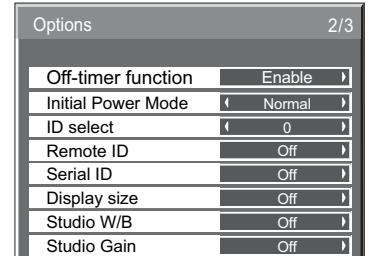 Options 2/3
Off-timer function Enable
Initial Power Mode Normal
ID select 0
Remote ID Off
Serial ID Off
Display size Off
Studio W/B Off
Studio Gain Off